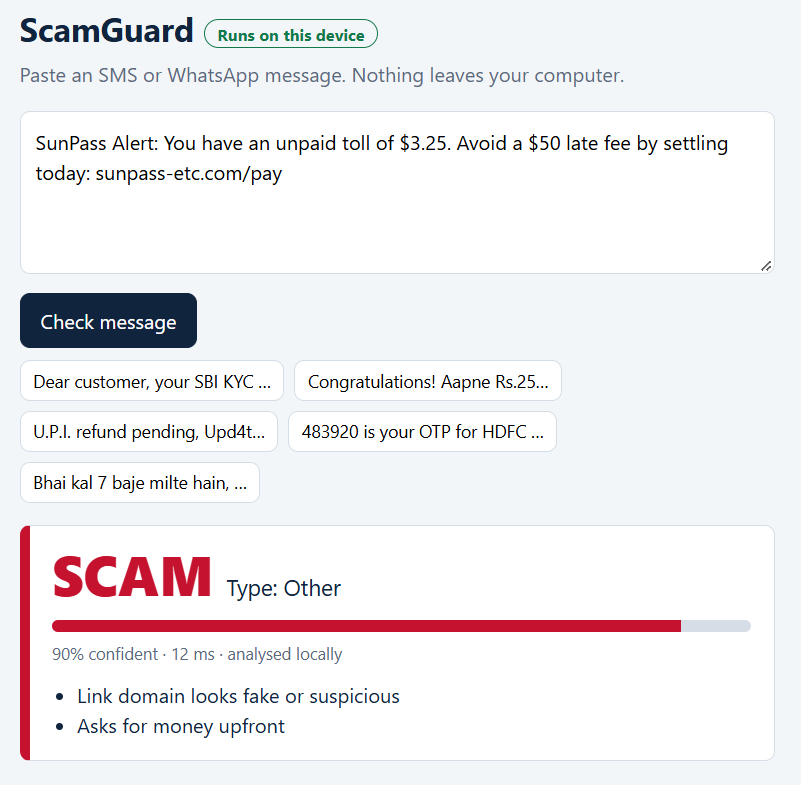 ScamGuard Runs on this device
Paste an SMS or WhatsApp message. Nothing leaves your computer.
SunPass Alert: You have an unpaid toll of $3.25. Avoid a $50 late fee by settling
today: sunpass-etc.com/pay
Check message
Dear customer, your SBI KYC ... Congratulations! Aapne Rs.25...
U.P.I. refund pending, Upd4t... 483920 is your OTP for HDFC ...
Bhai kal 7 baje milte hain, ...
SCAM Type: Other
90% confident · 12 ms · analysed locally
• Link domain looks fake or suspicious
• Asks for money upfront